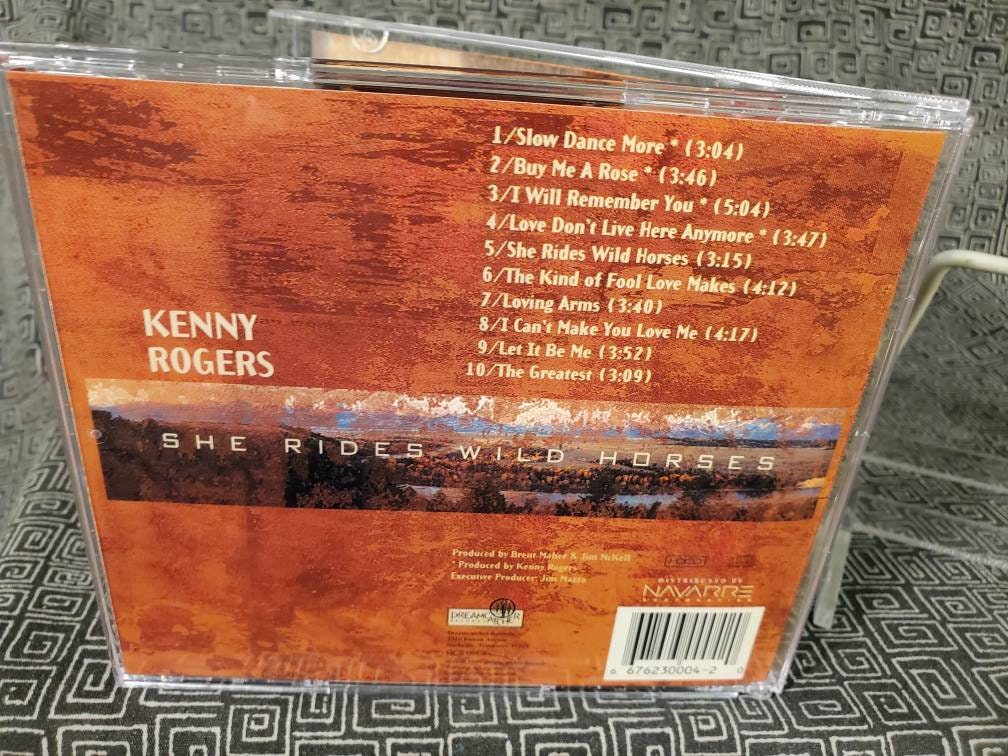 1/Slow Dance More * (3:04)
2/Buy Me A Rose * (3:46)
3/I Will Remember You * (5:04)
4/Love Don't Live Here Anymore * (3:47)
5/She Rides Wild Horses (3:15)
6/The Kind of Fool Love Makes (4:12)
7/Loving Arms (3:40)
8/I Can't Make You Love Me (4:17)
9/Let It Be Me (3:52)
10/The Greatest (3:09)
KENNY
ROGERS
SHE RIDES WILD HORSES
Produced by Brent Maher & Jim McKell
* Produced by Kenny Rogers
Executive Producer: Jim Mazza
DISTRIBUTED BY
NAVARRE
DREAMCATCHER
6 76762 30004-2 0